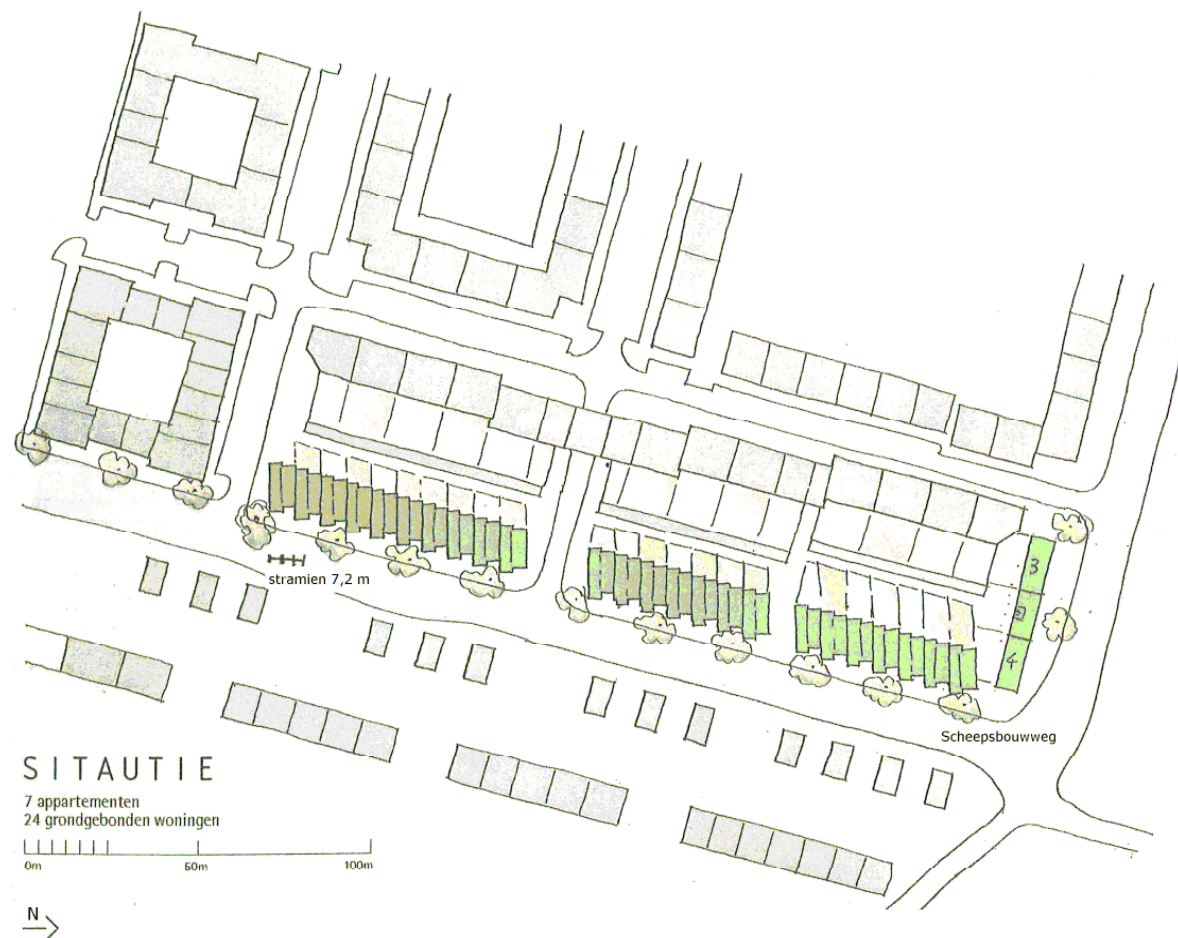 3
4
stramien 7,2 m
Scheepsbouwweg
SITAUTIE
7 appartementen
24 grondgebonden woningen
0m 50m 100m
N